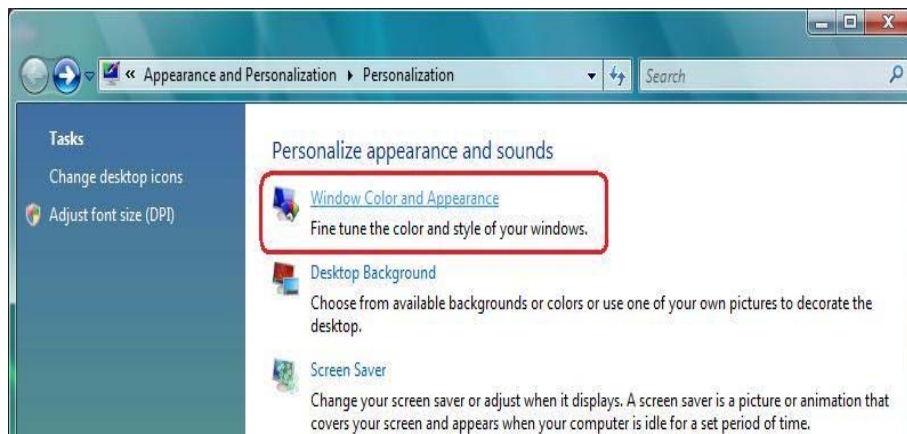 « Appearance and Personalization ▸ Personalization
Search
Tasks
Change desktop icons
Adjust font size (DPI)
Personalize appearance and sounds
Window Color and Appearance
Fine tune the color and style of your windows.
Desktop Background
Choose from available backgrounds or colors or use one of your own pictures to decorate the
desktop.
Screen Saver
Change your screen saver or adjust when it displays. A screen saver is a picture or animation that
covers your screen and appears when your computer is idle for a set period of time.